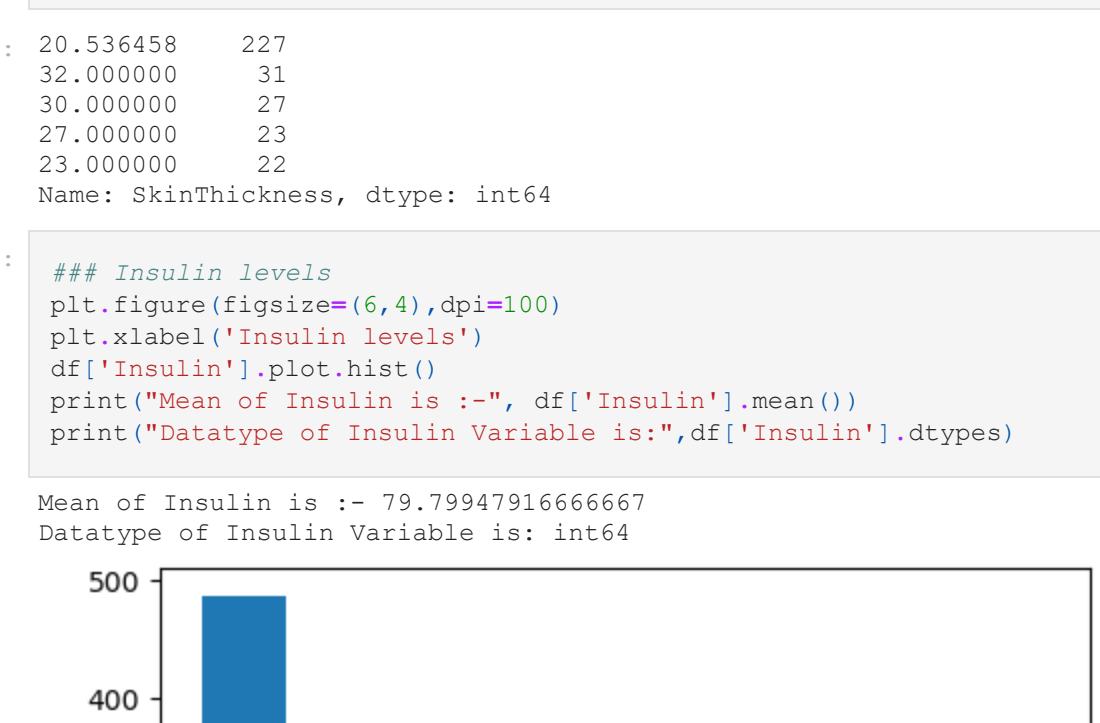 : 20.536458    227
32.000000     31
30.000000     27
27.000000     23
23.000000     22
Name: SkinThickness, dtype: int64
:
### Insulin levels
plt.figure(figsize=(6,4),dpi=100)
plt.xlabel('Insulin levels')
df['Insulin'].plot.hist()
print("Mean of Insulin is :-", df['Insulin'].mean())
print("Datatype of Insulin Variable is:",df['Insulin'].dtypes)
Mean of Insulin is :- 79.79947916666667
Datatype of Insulin Variable is: int64
500
400